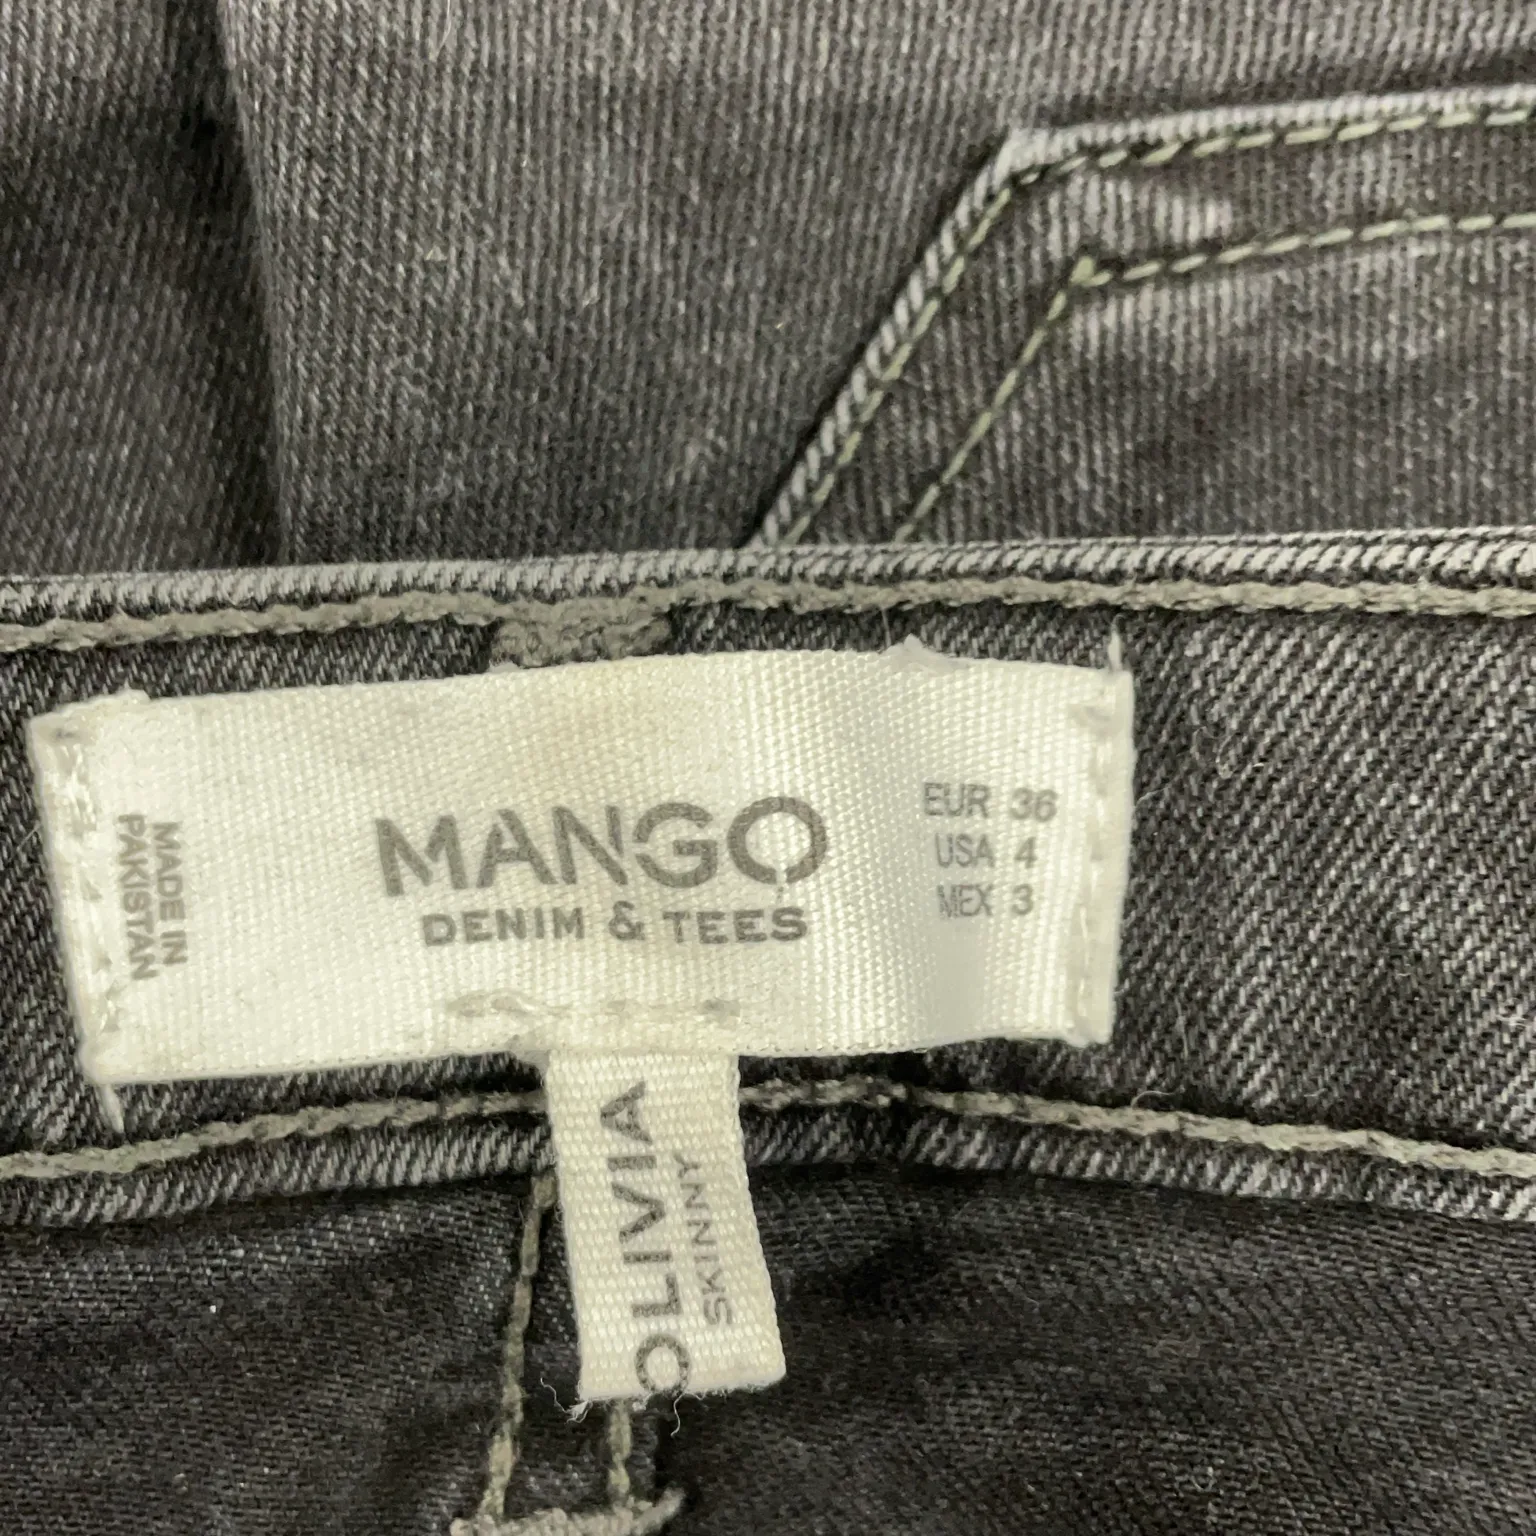 MADE IN
PAKISTAN
MANGO
DENIM & TEES
EUR 36
USA 4
MEX 3
OLIVIA
SKINNY